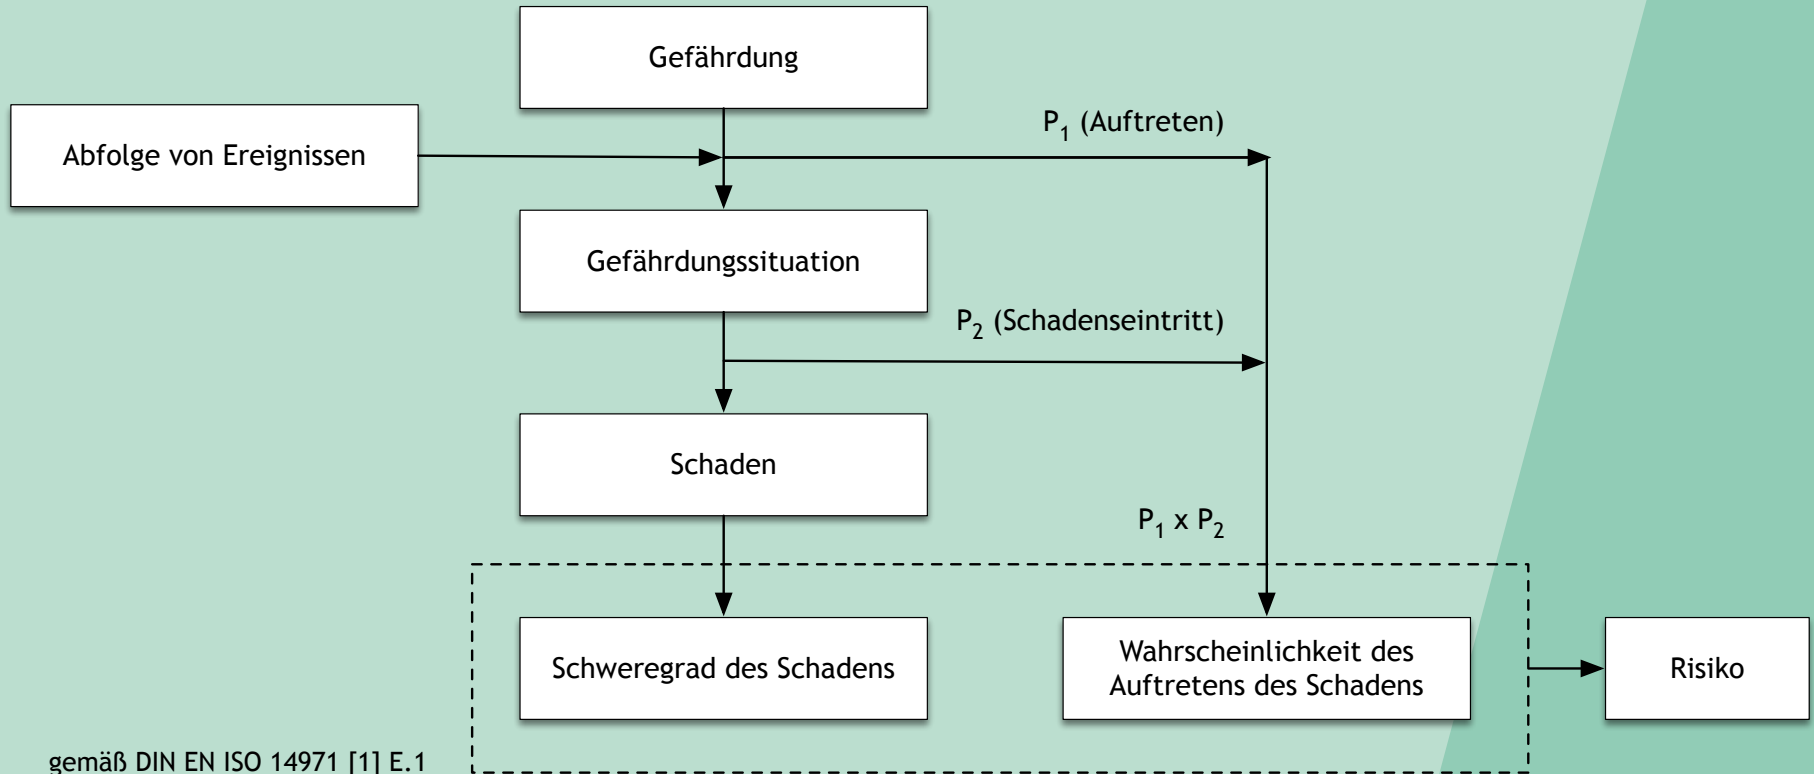 Gefährdung
P₁ (Auftreten)
Abfolge von Ereignissen
Gefährdungssituation
P₂ (Schadenseintritt)
Schaden
P₁ x P₂
Schweregrad des Schadens
Wahrscheinlichkeit des
Auftretens des Schadens
Risiko
gemäß DIN EN ISO 14971 [1] E.1